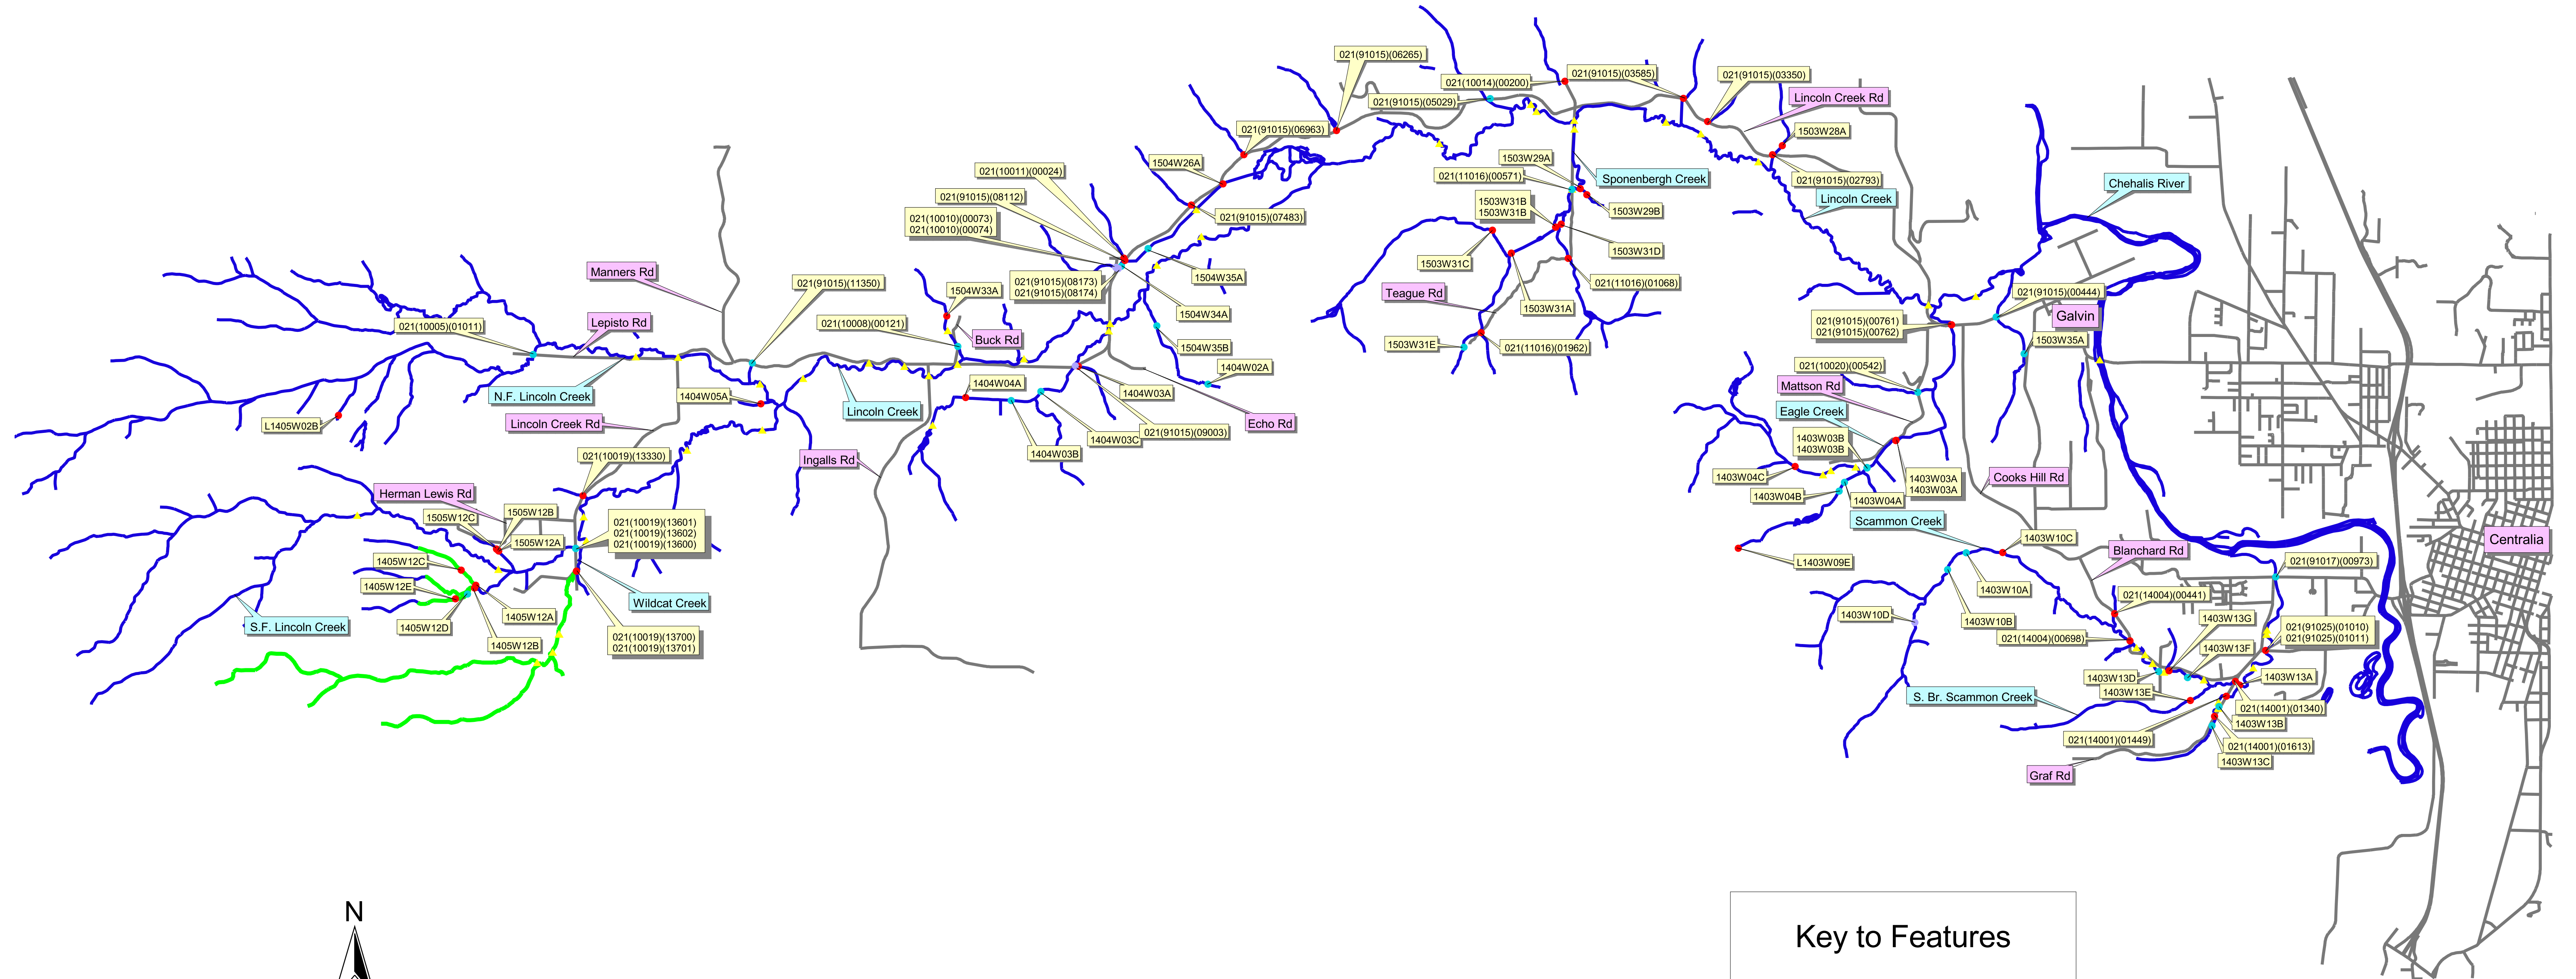 021(91015)(06265)
021(10014)(00200)
021(91015)(03585)
021(91015)(03350)
021(91015)(05029)
Lincoln Creek Rd
021(91015)(06963)
1503W28A
1504W26A
1503W29A
021(10011)(00024)
021(11016)(00571)
Sponenbergh Creek
021(91015)(02793)
Chehalis River
021(91015)(08112)
Lincoln Creek
1503W31B
1503W31B
1503W29B
021(10010)(00073)
021(10010)(00074)
021(91015)(07483)
1503W31D
1503W31C
Manners Rd
1504W35A
021(91015)(08173)
021(91015)(08174)
021(91015)(11350)
1504W33A
021(11016)(01068)
Teague Rd
021(91015)(00444)
1503W31A
1504W34A
Galvin
021(10005)(01011)
Lepisto Rd
021(10008)(00121)
021(91015)(00761)
021(91015)(00762)
Buck Rd
1503W35A
1504W35B
1503W31E
021(11016)(01962)
1404W02A
021(10020)(00542)
N.F. Lincoln Creek
1404W05A
1404W04A
1404W03A
Mattson Rd
Lincoln Creek
Eagle Creek
L1405W02B
Lincoln Creek Rd
Echo Rd
021(91015)(09003)
1404W03C
1404W03B
1403W03B
1403W03B
021(10019)(13330)
Ingalls Rd
1403W04C
1403W03A
1403W03A
Cooks Hill Rd
Herman Lewis Rd
1403W04B
1403W04A
1505W12C
1505W12B
021(10019)(13601)
021(10019)(13602)
021(10019)(13600)
Scammon Creek
1505W12A
1403W10C
Centralia
Blanchard Rd
1405W12C
L1403W09E
021(91017)(00973)
1405W12E
1403W10A
021(14004)(00441)
Wildcat Creek
1405W12A
1403W10D
1403W10B
1403W13G
S.F. Lincoln Creek
1405W12D
021(91025)(01010)
021(91025)(01011)
021(10019)(13700)
021(10019)(13701)
021(14004)(00698)
1405W12B
1403W13F
1403W13D
1403W13A
1403W13E
S. Br. Scammon Creek
021(14001)(01340)
1403W13B
021(14001)(01449)
021(14001)(01613)
1403W13C
Graf Rd
N
Key to Features